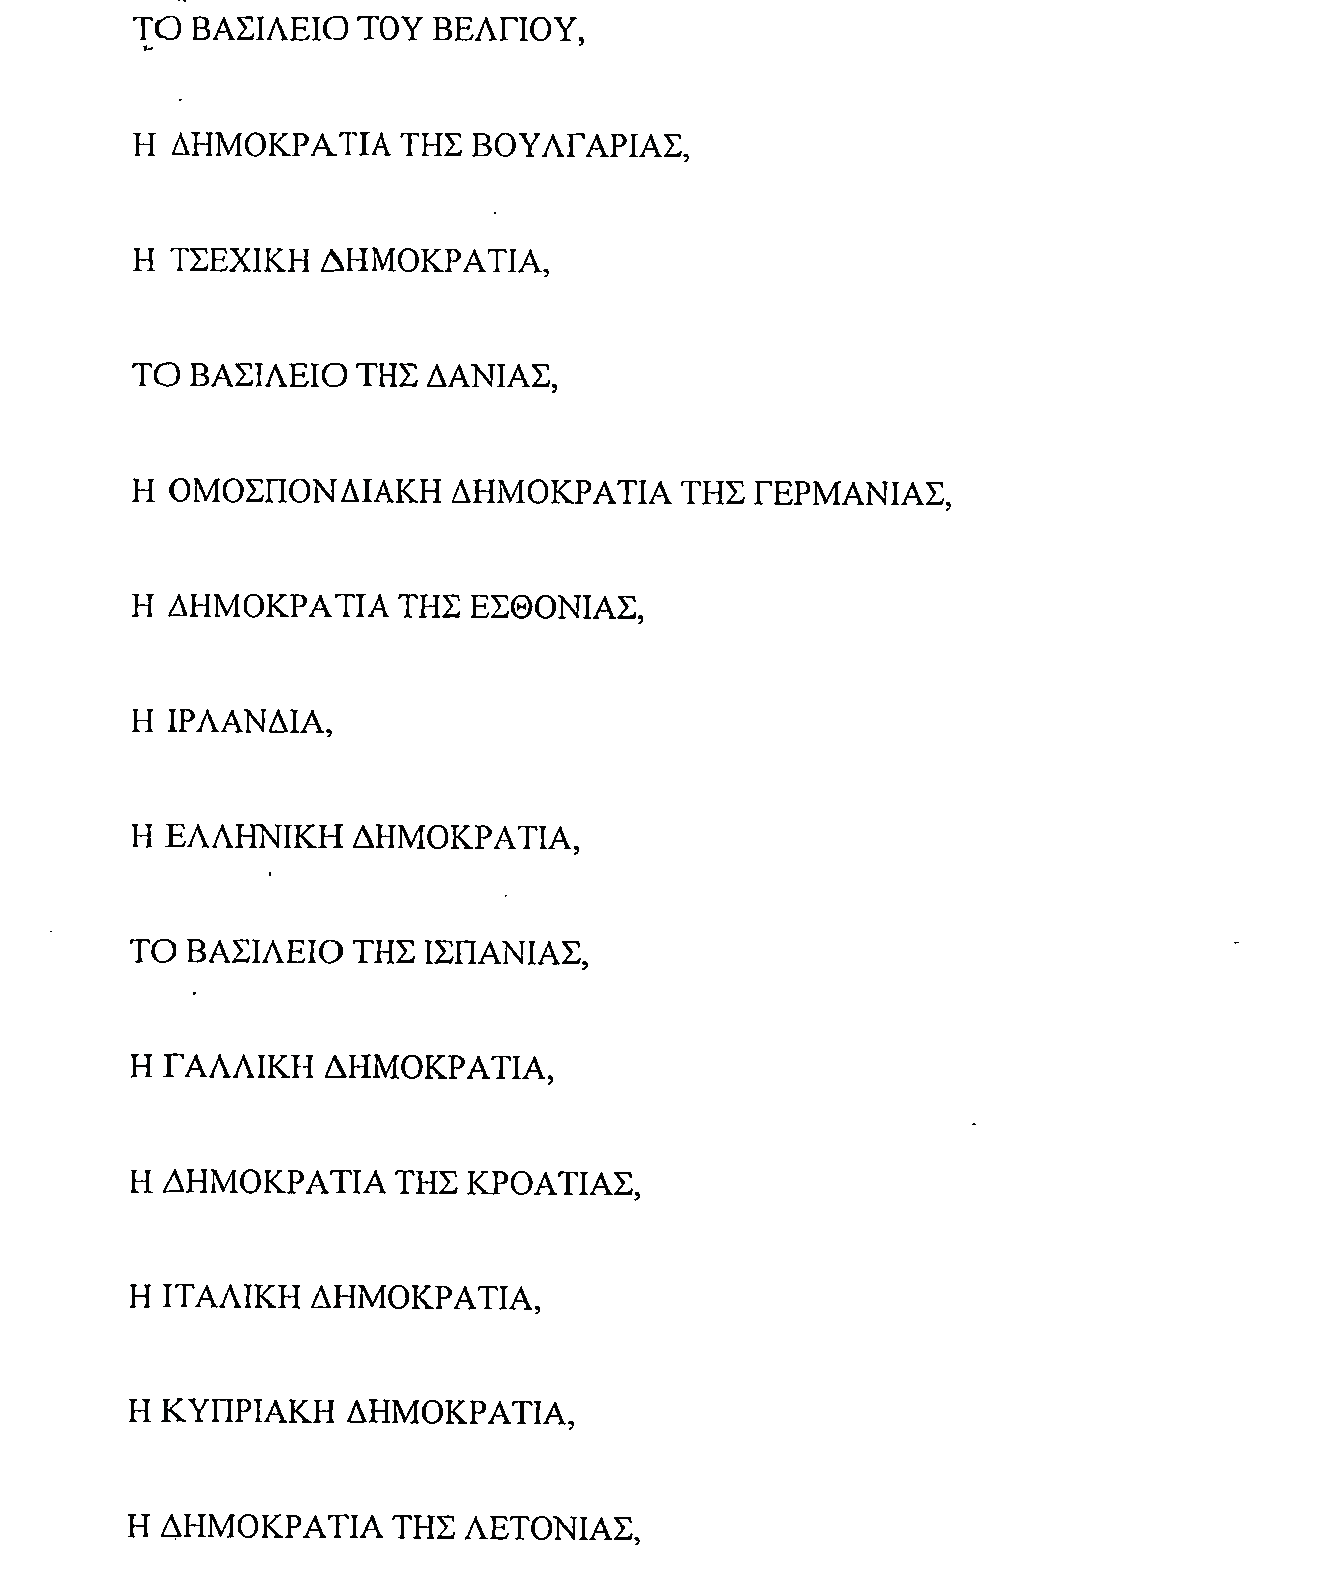 ΤΟ ΒΑΣΙΛΕΙΟ ΤΟΥ ΒΕΛΓΙΟΥ,
Η ΔΗΜΟΚΡΑΤΙΑ ΤΗΣ ΒΟΥΛΓΑΡΙΑΣ,
Η ΤΣΕΧΙΚΗ ΔΗΜΟΚΡΑΤΙΑ,
ΤΟ ΒΑΣΙΛΕΙΟ ΤΗΣ ΔΑΝΙΑΣ,
Η ΟΜΟΣΠΟΝΔΙΑΚΗ ΔΗΜΟΚΡΑΤΙΑ ΤΗΣ ΓΕΡΜΑΝΙΑΣ,
Η ΔΗΜΟΚΡΑΤΙΑ ΤΗΣ ΕΣΘΟΝΙΑΣ,
Η ΙΡΛΑΝΔΙΑ,
Η ΕΛΛΗΝΙΚΗ ΔΗΜΟΚΡΑΤΙΑ,
ΤΟ ΒΑΣΙΛΕΙΟ ΤΗΣ ΙΣΠΑΝΙΑΣ,
Η ΓΑΛΛΙΚΗ ΔΗΜΟΚΡΑΤΙΑ,
Η ΔΗΜΟΚΡΑΤΙΑ ΤΗΣ ΚΡΟΑΤΙΑΣ,
Η ΙΤΑΛΙΚΗ ΔΗΜΟΚΡΑΤΙΑ,
Η ΚΥΠΡΙΑΚΗ ΔΗΜΟΚΡΑΤΙΑ,
Η ΔΗΜΟΚΡΑΤΙΑ ΤΗΣ ΛΕΤΟΝΙΑΣ,